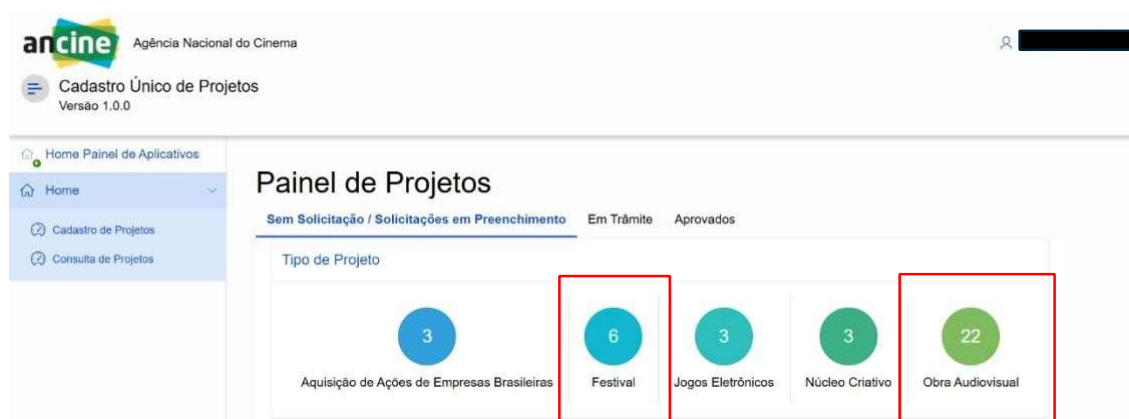 ancine Agência Nacional do Cinema
Cadastro Único de Projetos
Versão 1.0.0
Home Painel de Aplicativos
Home
Cadastro de Projetos
Consulta de Projetos
Painel de Projetos
Sem Solicitação / Solicitações em Preenchimento Em Trâmite Aprovados
Tipo de Projeto
3 6 3 3 22
Aquisição de Ações de Empresas Brasileiras Festival Jogos Eletrônicos Núcleo Criativo Obra Audiovisual